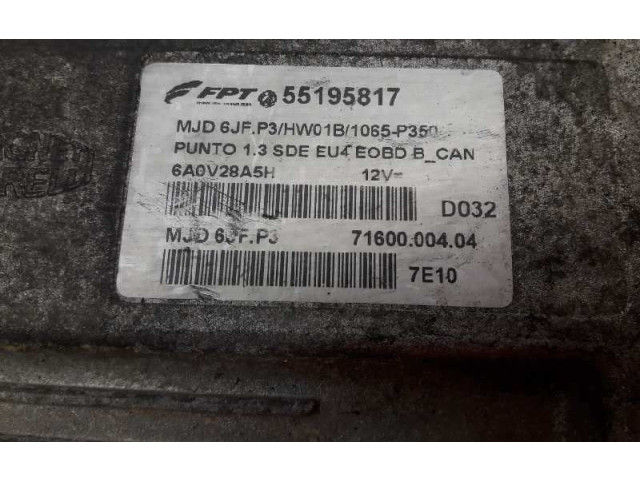 FPT 55195817
MJD 6JF.P3/HW01B/1065-P350
PUNTO 1.3 SDE EU4 EOBD B_CAN
6A0V28A5H 12V=
D032
MJD 6JF.P3 71600.004.04
7E10